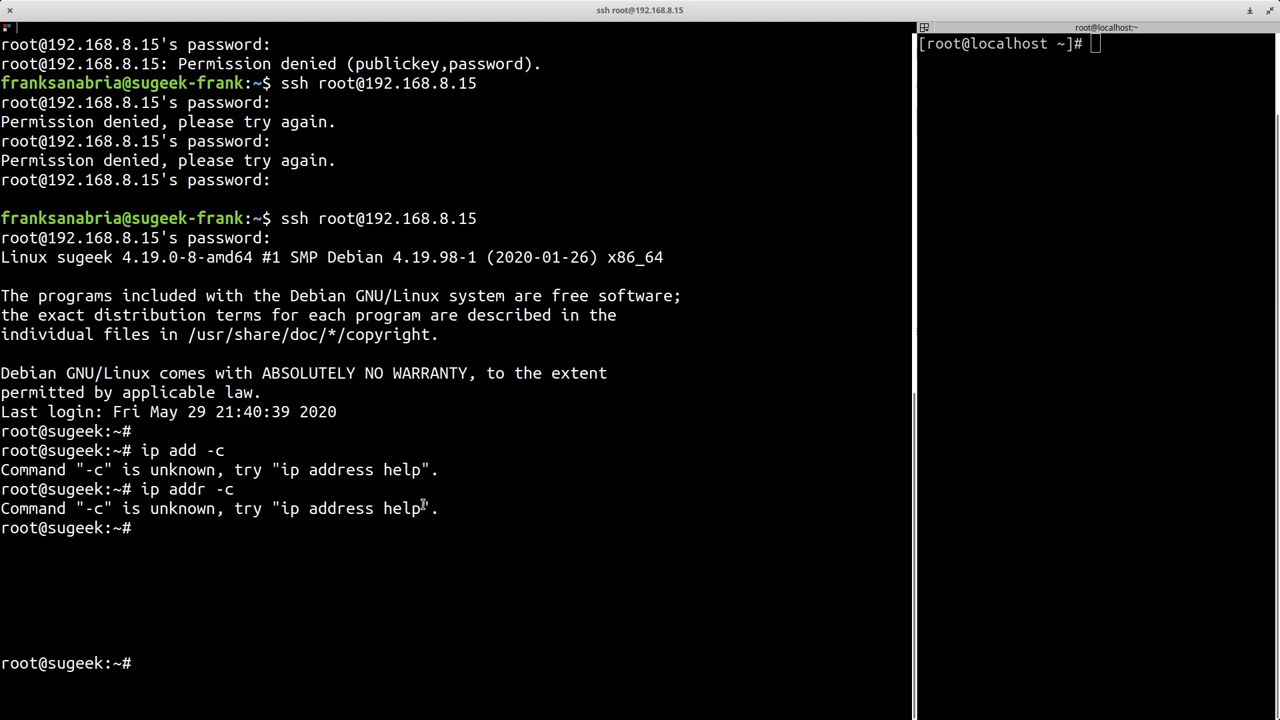 ssh root@192.168.8.15
root@192.168.8.15's password:
root@192.168.8.15: Permission denied (publickey,password).
franksanabria@sugeek-frank:~$ ssh root@192.168.8.15
root@192.168.8.15's password:
Permission denied, please try again.
root@192.168.8.15's password:
Permission denied, please try again.
root@192.168.8.15's password:
franksanabria@sugeek-frank:~$ ssh root@192.168.8.15
root@192.168.8.15's password:
Linux sugeek 4.19.0-8-amd64 #1 SMP Debian 4.19.98-1 (2020-01-26) x86_64
The programs included with the Debian GNU/Linux system are free software;
the exact distribution terms for each program are described in the
individual files in /usr/share/doc/*/copyright.
Debian GNU/Linux comes with ABSOLUTELY NO WARRANTY, to the extent
permitted by applicable law.
Last login: Fri May 29 21:40:39 2020
root@sugeek:~#
root@sugeek:~# ip add -c
Command "-c" is unknown, try "ip address help".
root@sugeek:~# ip addr -c
Command "-c" is unknown, try "ip address help".
root@sugeek:~#
root@sugeek:~#
root@localhost:~
[root@localhost ~]#